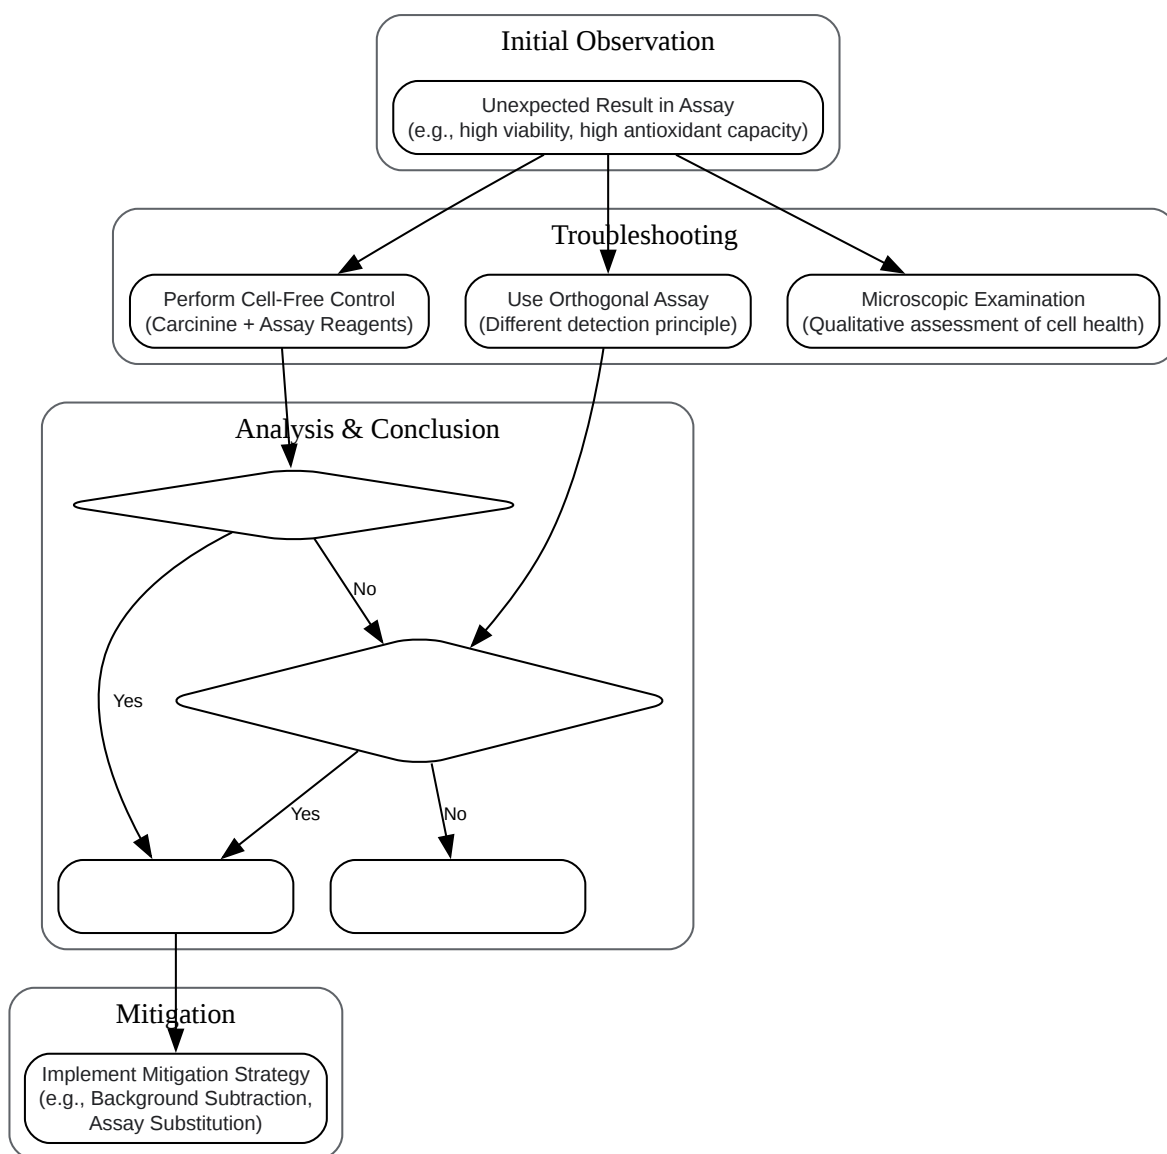 Initial Observation
Unexpected Result in Assay
(e.g., high viability, high antioxidant capacity)
Troubleshooting
Perform Cell-Free Control
(Carcinine + Assay Reagents)
Use Orthogonal Assay
(Different detection principle)
Microscopic Examination
(Qualitative assessment of cell health)
Analysis & Conclusion
No
Yes
Yes
No
Mitigation
Implement Mitigation Strategy
(e.g., Background Subtraction,
Assay Substitution)